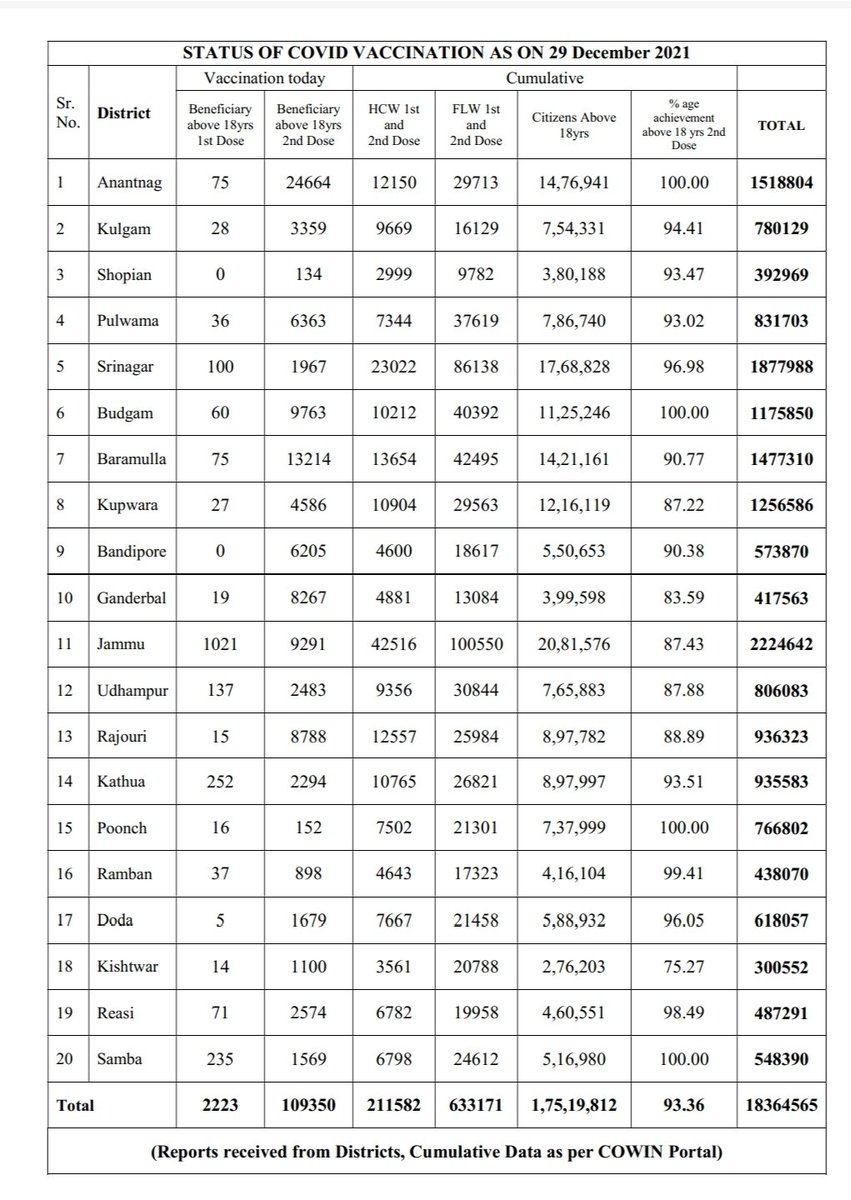 STATUS OF COVID VACCINATION AS ON 29 December 2021
Sr. No. District Vaccination today Cumulative
Beneficiary above 18yrs 1st Dose Beneficiary above 18yrs 2nd Dose HCW 1st and 2nd Dose FLW 1st and 2nd Dose Citizens Above 18yrs % age achievement above 18 yrs 2nd Dose TOTAL
1 Anantnag 75 24664 12150 29713 14,76,941 100.00 1518804
2 Kulgam 28 3359 9669 16129 7,54,331 94.41 780129
3 Shopian 0 134 2999 9782 3,80,188 93.47 392969
4 Pulwama 36 6363 7344 37619 7,86,740 93.02 831703
5 Srinagar 100 1967 23022 86138 17,68,828 96.98 1877988
6 Budgam 60 9763 10212 40392 11,25,246 100.00 1175850
7 Baramulla 75 13214 13654 42495 14,21,161 90.77 1477310
8 Kupwara 27 4586 10904 29563 12,16,119 87.22 1256586
9 Bandipore 0 6205 4600 18617 5,50,653 90.38 573870
10 Ganderbal 19 8267 4881 13084 3,99,598 83.59 417563
11 Jammu 1021 9291 42516 100550 20,81,576 87.43 2224642
12 Udhampur 137 2483 9356 30844 7,65,883 87.88 806083
13 Rajouri 15 8788 12557 25984 8,97,782 88.89 936323
14 Kathua 252 2294 10765 26821 8,97,997 93.51 935583
15 Poonch 16 152 7502 21301 7,37,999 100.00 766802
16 Ramban 37 898 4643 17323 4,16,104 99.41 438070
17 Doda 5 1679 7667 21458 5,88,932 96.05 618057
18 Kishtwar 14 1100 3561 20788 2,76,203 75.27 300552
19 Reasi 71 2574 6782 19958 4,60,551 98.49 487291
20 Samba 235 1569 6798 24612 5,16,980 100.00 548390
Total 2223 109350 211582 633171 1,75,19,812 93.36 18364565
(Reports received from Districts, Cumulative Data as per COWIN Portal)